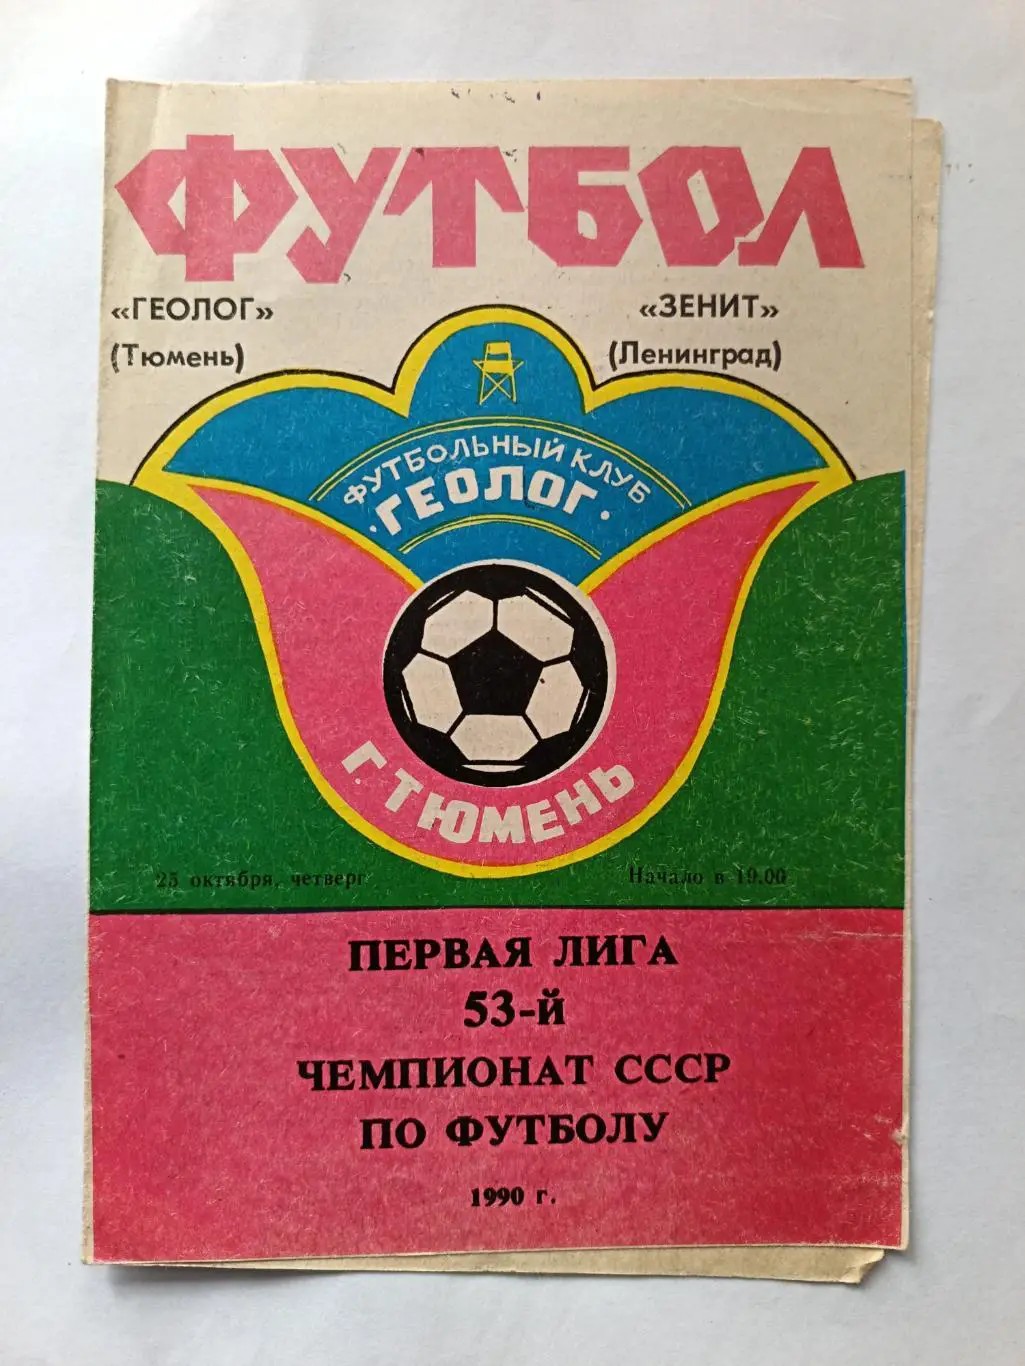 ФУТБОЛ
«ГЕОЛОГ» «ЗЕНИТ»
(Тюмень) (Ленинград)
ФУТБОЛЬНЫЙ КЛУБ
·ГЕОЛОГ·
Г. ТЮМЕНЬ
25 октября, четверг Начало в 19.00
ПЕРВАЯ ЛИГА
53-й
ЧЕМПИОНАТ СССР
ПО ФУТБОЛУ
1990 г.